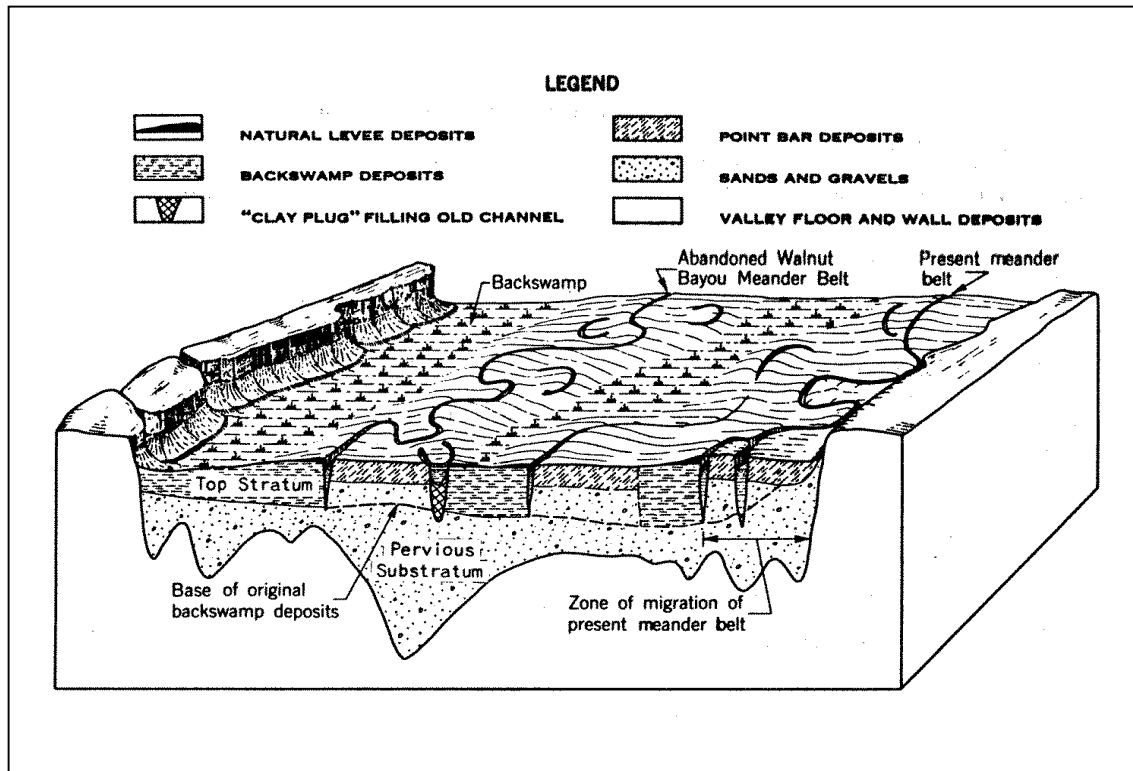 LEGEND
NATURAL LEVEE DEPOSITS
BACKSWAMP DEPOSITS
"CLAY PLUG" FILLING OLD CHANNEL
POINT BAR DEPOSITS
SANDS AND GRAVELS
VALLEY FLOOR AND WALL DEPOSITS
Backswamp
Abandoned Walnut
Bayou Meander Belt
Present meander
belt
Top Stratum
Pervious
Substratum
Base of original
backswamp deposits
Zone of migration of
present meander belt